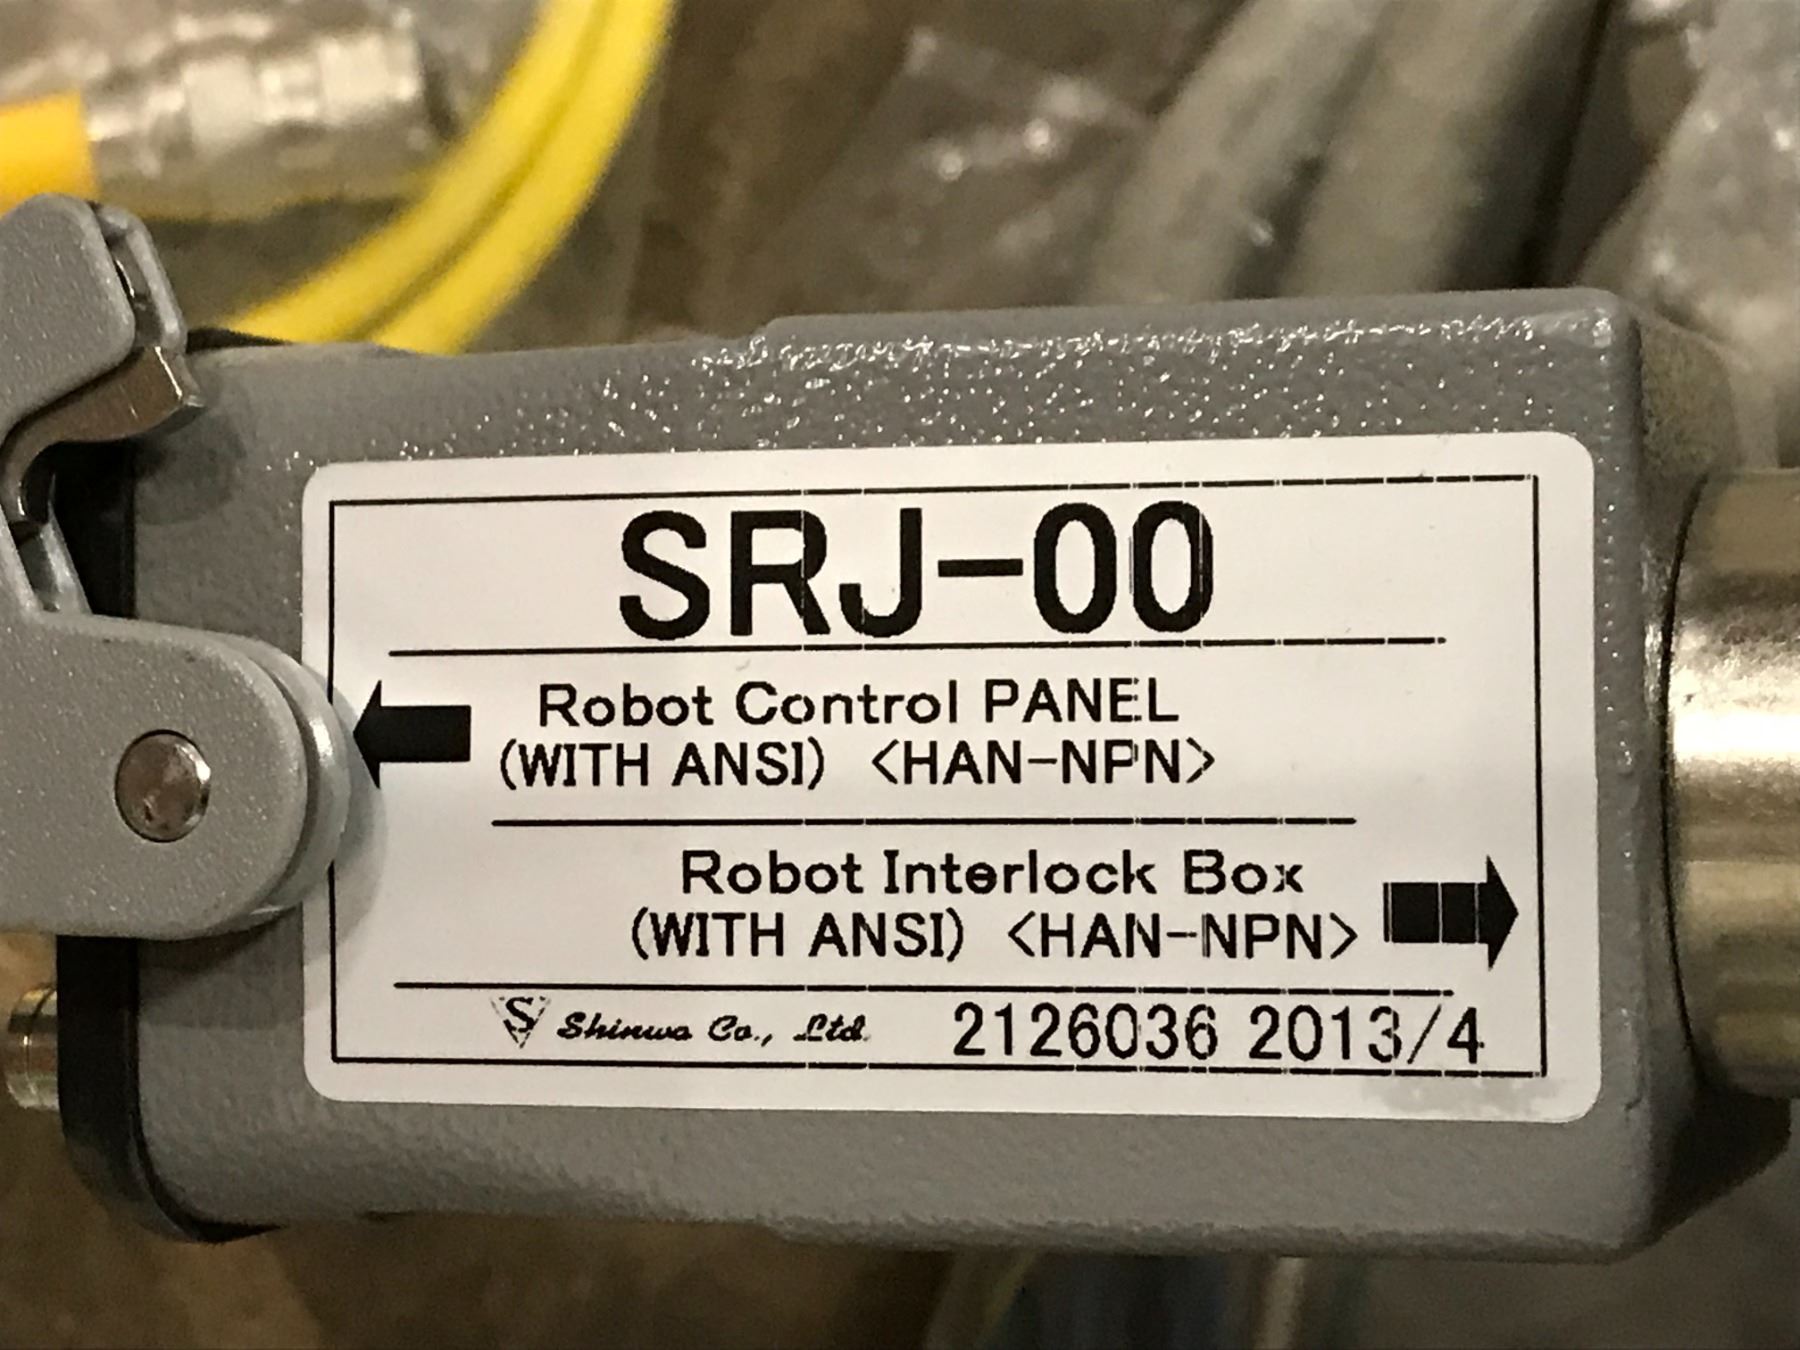 SRJ-00
Robot Control PANEL
(WITH ANSI) <HAN-NPN>
Robot Interlock Box
(WITH ANSI) <HAN-NPN>
S Shinwa Co., Ltd. 2126036 2013/4